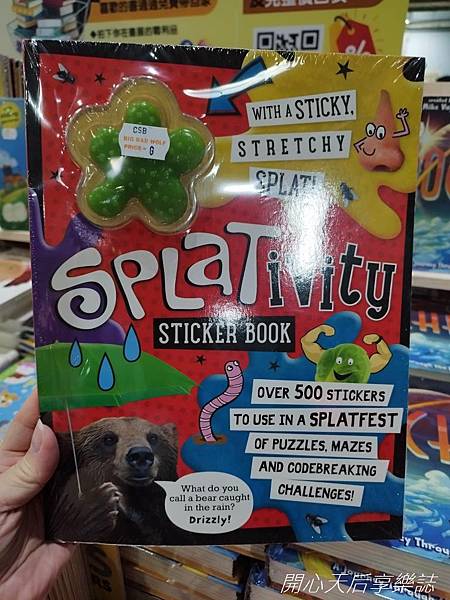 WITH A STICKY,
STRETCHY
SPLAT!
CSB
BIG BAD WOLF
PRICE - G
SPLATivity
STICKER BOOK
OVER 500 STICKERS
TO USE IN A SPLATFEST
OF PUZZLES, MAZES
AND CODEBREAKING
CHALLENGES!
What do you
call a bear caught
in the rain?
Drizzly!
開心天后享樂誌